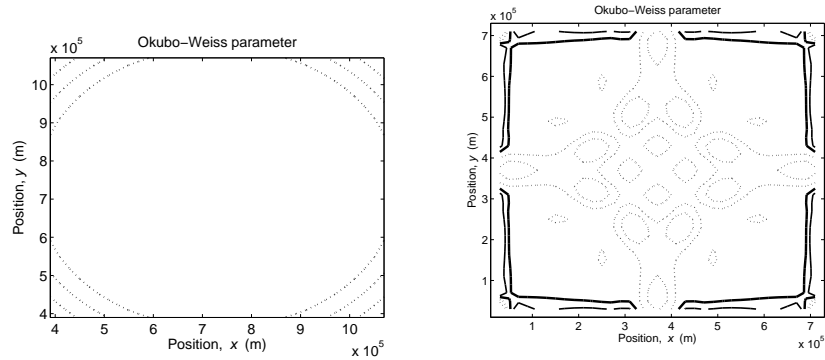 Okubo−Weiss parameter
x 10^5
10
9
8
7
6
5
4
Position, y (m)
4 5 6 7 8 9 10
Position, x (m)
x 10^5
Okubo−Weiss parameter
x 10^5
7
6
5
4
3
2
1
Position, y (m)
1 2 3 4 5 6 7
Position, x (m)
x 10^5